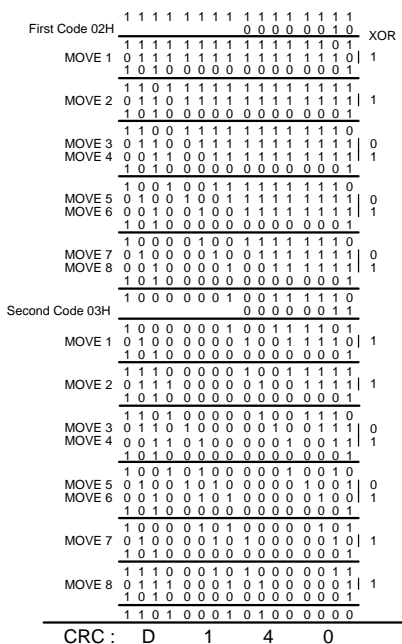 1 1 1 1 1 1 1 1 1 1 1 1 1 1 1 1
First Code 02H 0 0 0 0 0 0 1 0 XOR
1 1 1 1 1 1 1 1 1 1 1 1 1 1 0 1
MOVE 1 0 1 1 1 1 1 1 1 1 1 1 1 1 1 1 0 | 1
1 0 1 0 0 0 0 0 0 0 0 0 0 0 0 1
1 1 0 1 1 1 1 1 1 1 1 1 1 1 1 1
MOVE 2 0 1 1 0 1 1 1 1 1 1 1 1 1 1 1 1 | 1
1 0 1 0 0 0 0 0 0 0 0 0 0 0 0 1
1 1 0 0 1 1 1 1 1 1 1 1 1 1 1 0
MOVE 3 0 1 1 0 0 1 1 1 1 1 1 1 1 1 1 1 | 0
MOVE 4 0 0 1 1 0 0 1 1 1 1 1 1 1 1 1 1 | 1
1 0 1 0 0 0 0 0 0 0 0 0 0 0 0 1
1 0 0 1 0 0 1 1 1 1 1 1 1 1 1 0
MOVE 5 0 1 0 0 1 0 0 1 1 1 1 1 1 1 1 1 | 0
MOVE 6 0 0 1 0 0 1 0 0 1 1 1 1 1 1 1 1 | 1
1 0 1 0 0 0 0 0 0 0 0 0 0 0 0 1
1 0 0 0 0 1 0 0 1 1 1 1 1 1 1 0
MOVE 7 0 1 0 0 0 0 1 0 0 1 1 1 1 1 1 1 | 0
MOVE 8 0 0 1 0 0 0 0 1 0 0 1 1 1 1 1 1 | 1
1 0 1 0 0 0 0 0 0 0 0 0 0 0 0 1
1 0 0 0 0 0 0 1 0 0 1 1 1 1 1 0
Second Code 03H 0 0 0 0 0 0 1 1
1 0 0 0 0 0 0 1 0 0 1 1 1 1 0 1
MOVE 1 0 1 0 0 0 0 0 0 1 0 0 1 1 1 1 0 | 1
1 0 1 0 0 0 0 0 0 0 0 0 0 0 0 1
1 1 1 0 0 0 0 0 1 0 0 1 1 1 1 1
MOVE 2 0 1 1 1 0 0 0 0 0 1 0 0 1 1 1 1 | 1
1 0 1 0 0 0 0 0 0 0 0 0 0 0 0 1
1 1 0 1 0 0 0 0 0 1 0 0 1 1 1 0
MOVE 3 0 1 1 0 1 0 0 0 0 0 1 0 0 1 1 1 | 0
MOVE 4 0 0 1 1 0 1 0 0 0 0 0 1 0 0 1 1 | 1
1 0 1 0 0 0 0 0 0 0 0 0 0 0 0 1
1 0 0 1 0 1 0 0 0 0 0 1 0 0 1 0
MOVE 5 0 1 0 0 1 0 1 0 0 0 0 0 1 0 0 1 | 0
MOVE 6 0 0 1 0 0 1 0 1 0 0 0 0 0 1 0 0 | 1
1 0 1 0 0 0 0 0 0 0 0 0 0 0 0 1
1 0 0 0 0 1 0 1 0 0 0 0 0 1 0 1
MOVE 7 0 1 0 0 0 0 1 0 1 0 0 0 0 0 1 0 | 1
1 0 1 0 0 0 0 0 0 0 0 0 0 0 0 1
1 1 1 0 0 0 1 0 1 0 0 0 0 0 1 1
MOVE 8 0 1 1 1 0 0 0 1 0 1 0 0 0 0 0 1 | 1
1 0 1 0 0 0 0 0 0 0 0 0 0 0 0 1
1 1 0 1 0 0 0 1 0 1 0 0 0 0 0 0
CRC : D 1 4 0